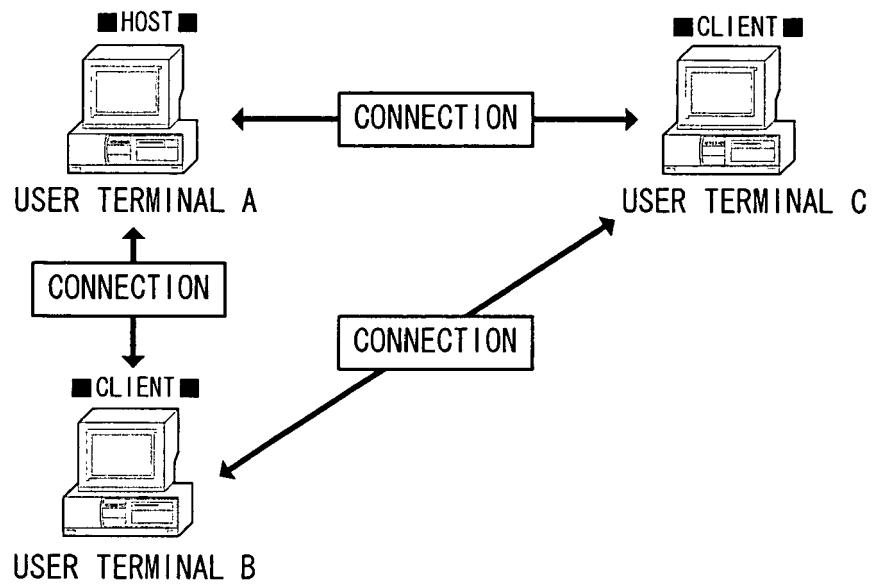 ■HOST■
■CLIENT■
CONNECTION
USER TERMINAL A
USER TERMINAL C
CONNECTION
CONNECTION
■CLIENT■
USER TERMINAL B